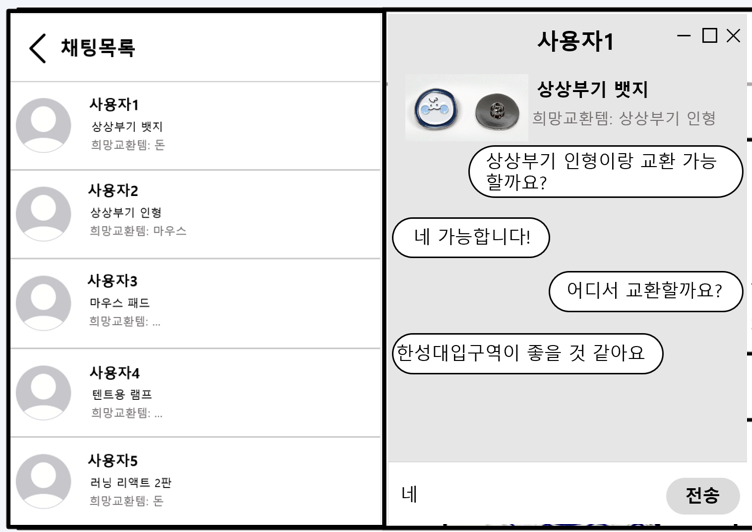 채팅목록
사용자1
상상부기 뱃지
희망교환템: 돈
사용자2
상상부기 인형
희망교환템: 마우스
사용자3
마우스 패드
희망교환템: ...
사용자4
텐트용 램프
희망교환템: ...
사용자5
러닝 리액트 2판
희망교환템: 돈
사용자1
상상부기 뱃지
희망교환템: 상상부기 인형
상상부기 인형이랑 교환 가능
할까요?
네 가능합니다!
어디서 교환할까요?
한성대입구역이 좋을 것 같아요
네
전송